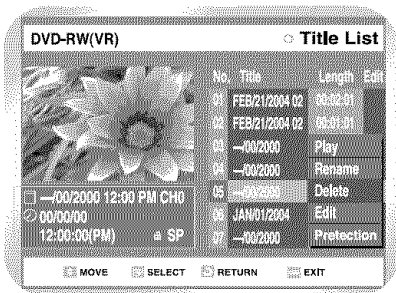 DVD-RW(VR) Title List
No. Title Length Edit
01 FEB/21/2004 02 00:02:01
02 FEB/21/2004 02 00:01:01
03 —/00/2000 Play
04 —/00/2000 Rename
05 —/00/2000 Delete
06 JAN/01/2004 Edit
07 —/00/2000 Pretection
—/00/2000 12:00 PM CH0
00/00/00
12:00:00(PM) SP
MOVE SELECT RETURN EXIT